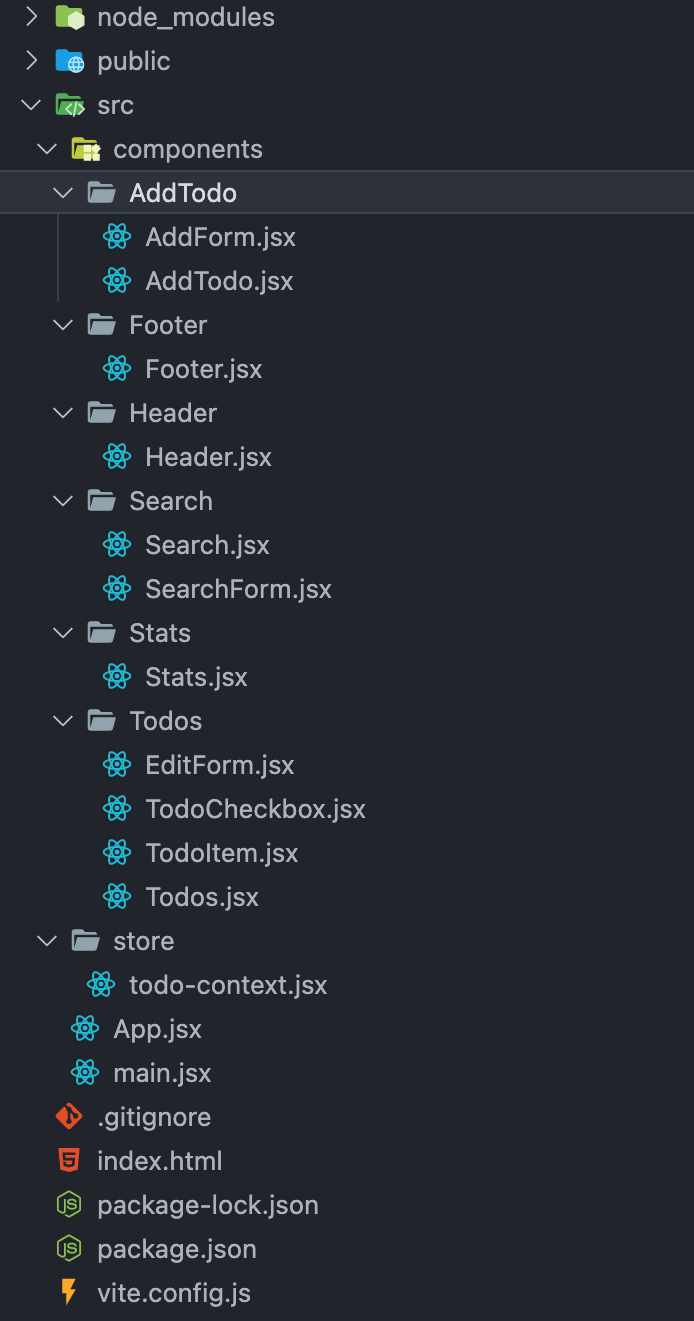 node_modules
public
src
components
AddTodo
AddForm.jsx
AddTodo.jsx
Footer
Footer.jsx
Header
Header.jsx
Search
Search.jsx
SearchForm.jsx
Stats
Stats.jsx
Todos
EditForm.jsx
TodoCheckbox.jsx
TodoItem.jsx
Todos.jsx
store
todo-context.jsx
App.jsx
main.jsx
.gitignore
index.html
package-lock.json
package.json
vite.config.js